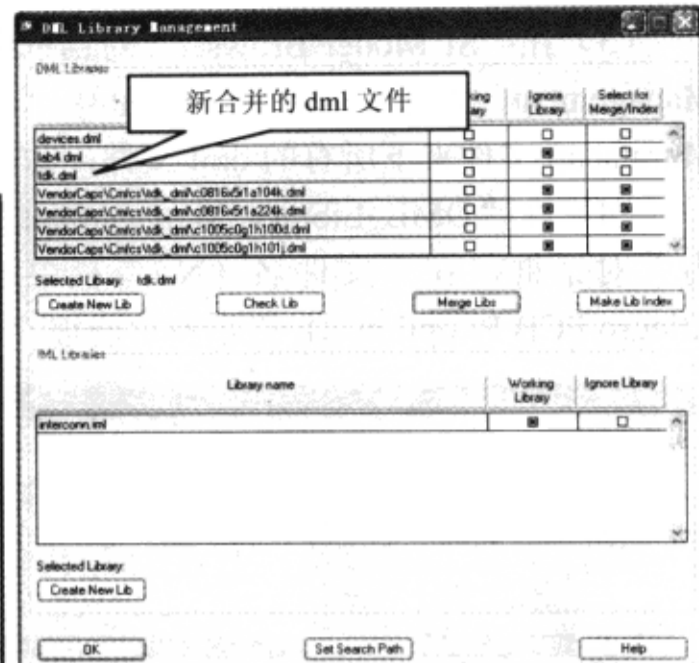 DML Library Management
DML Libraries
新合并的 dml 文件
Ignore Library
Select for Merge/Index
devices.dml
lab4.dml
tdk.dml
VendorCaps\Cmfcs\tdk_dml\c0816x5r1a104k.dml
VendorCaps\Cmfcs\tdk_dml\c0816x5r1a224k.dml
VendorCaps\Cmfcs\tdk_dml\c1005c0g1h100d.dml
VendorCaps\Cmfcs\tdk_dml\c1005c0g1h101j.dml
Selected Library: tdk.dml
Create New Lib
Check Lib
Merge Libs
Make Lib Index
IML Libraries
Library name
Working Library
Ignore Library
interconn.iml
Selected Library:
Create New Lib
OK
Set Search Path
Help